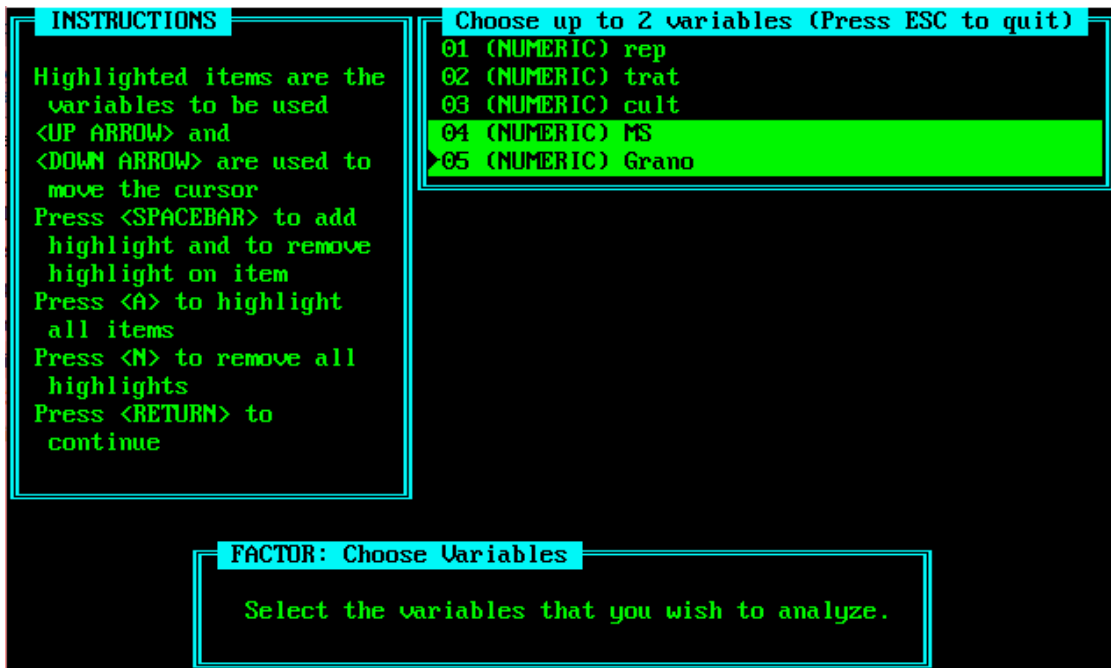 INSTRUCTIONS
Highlighted items are the
variables to be used
<UP ARROW> and
<DOWN ARROW> are used to
move the cursor
Press <SPACEBAR> to add
highlight and to remove
highlight on item
Press <A> to highlight
all items
Press <N> to remove all
highlights
Press <RETURN> to
continue
Choose up to 2 variables (Press ESC to quit)
01 (NUMERIC) rep
02 (NUMERIC) trat
03 (NUMERIC) cult
04 (NUMERIC) MS
05 (NUMERIC) Grano
FACTOR: Choose Variables
Select the variables that you wish to analyze.